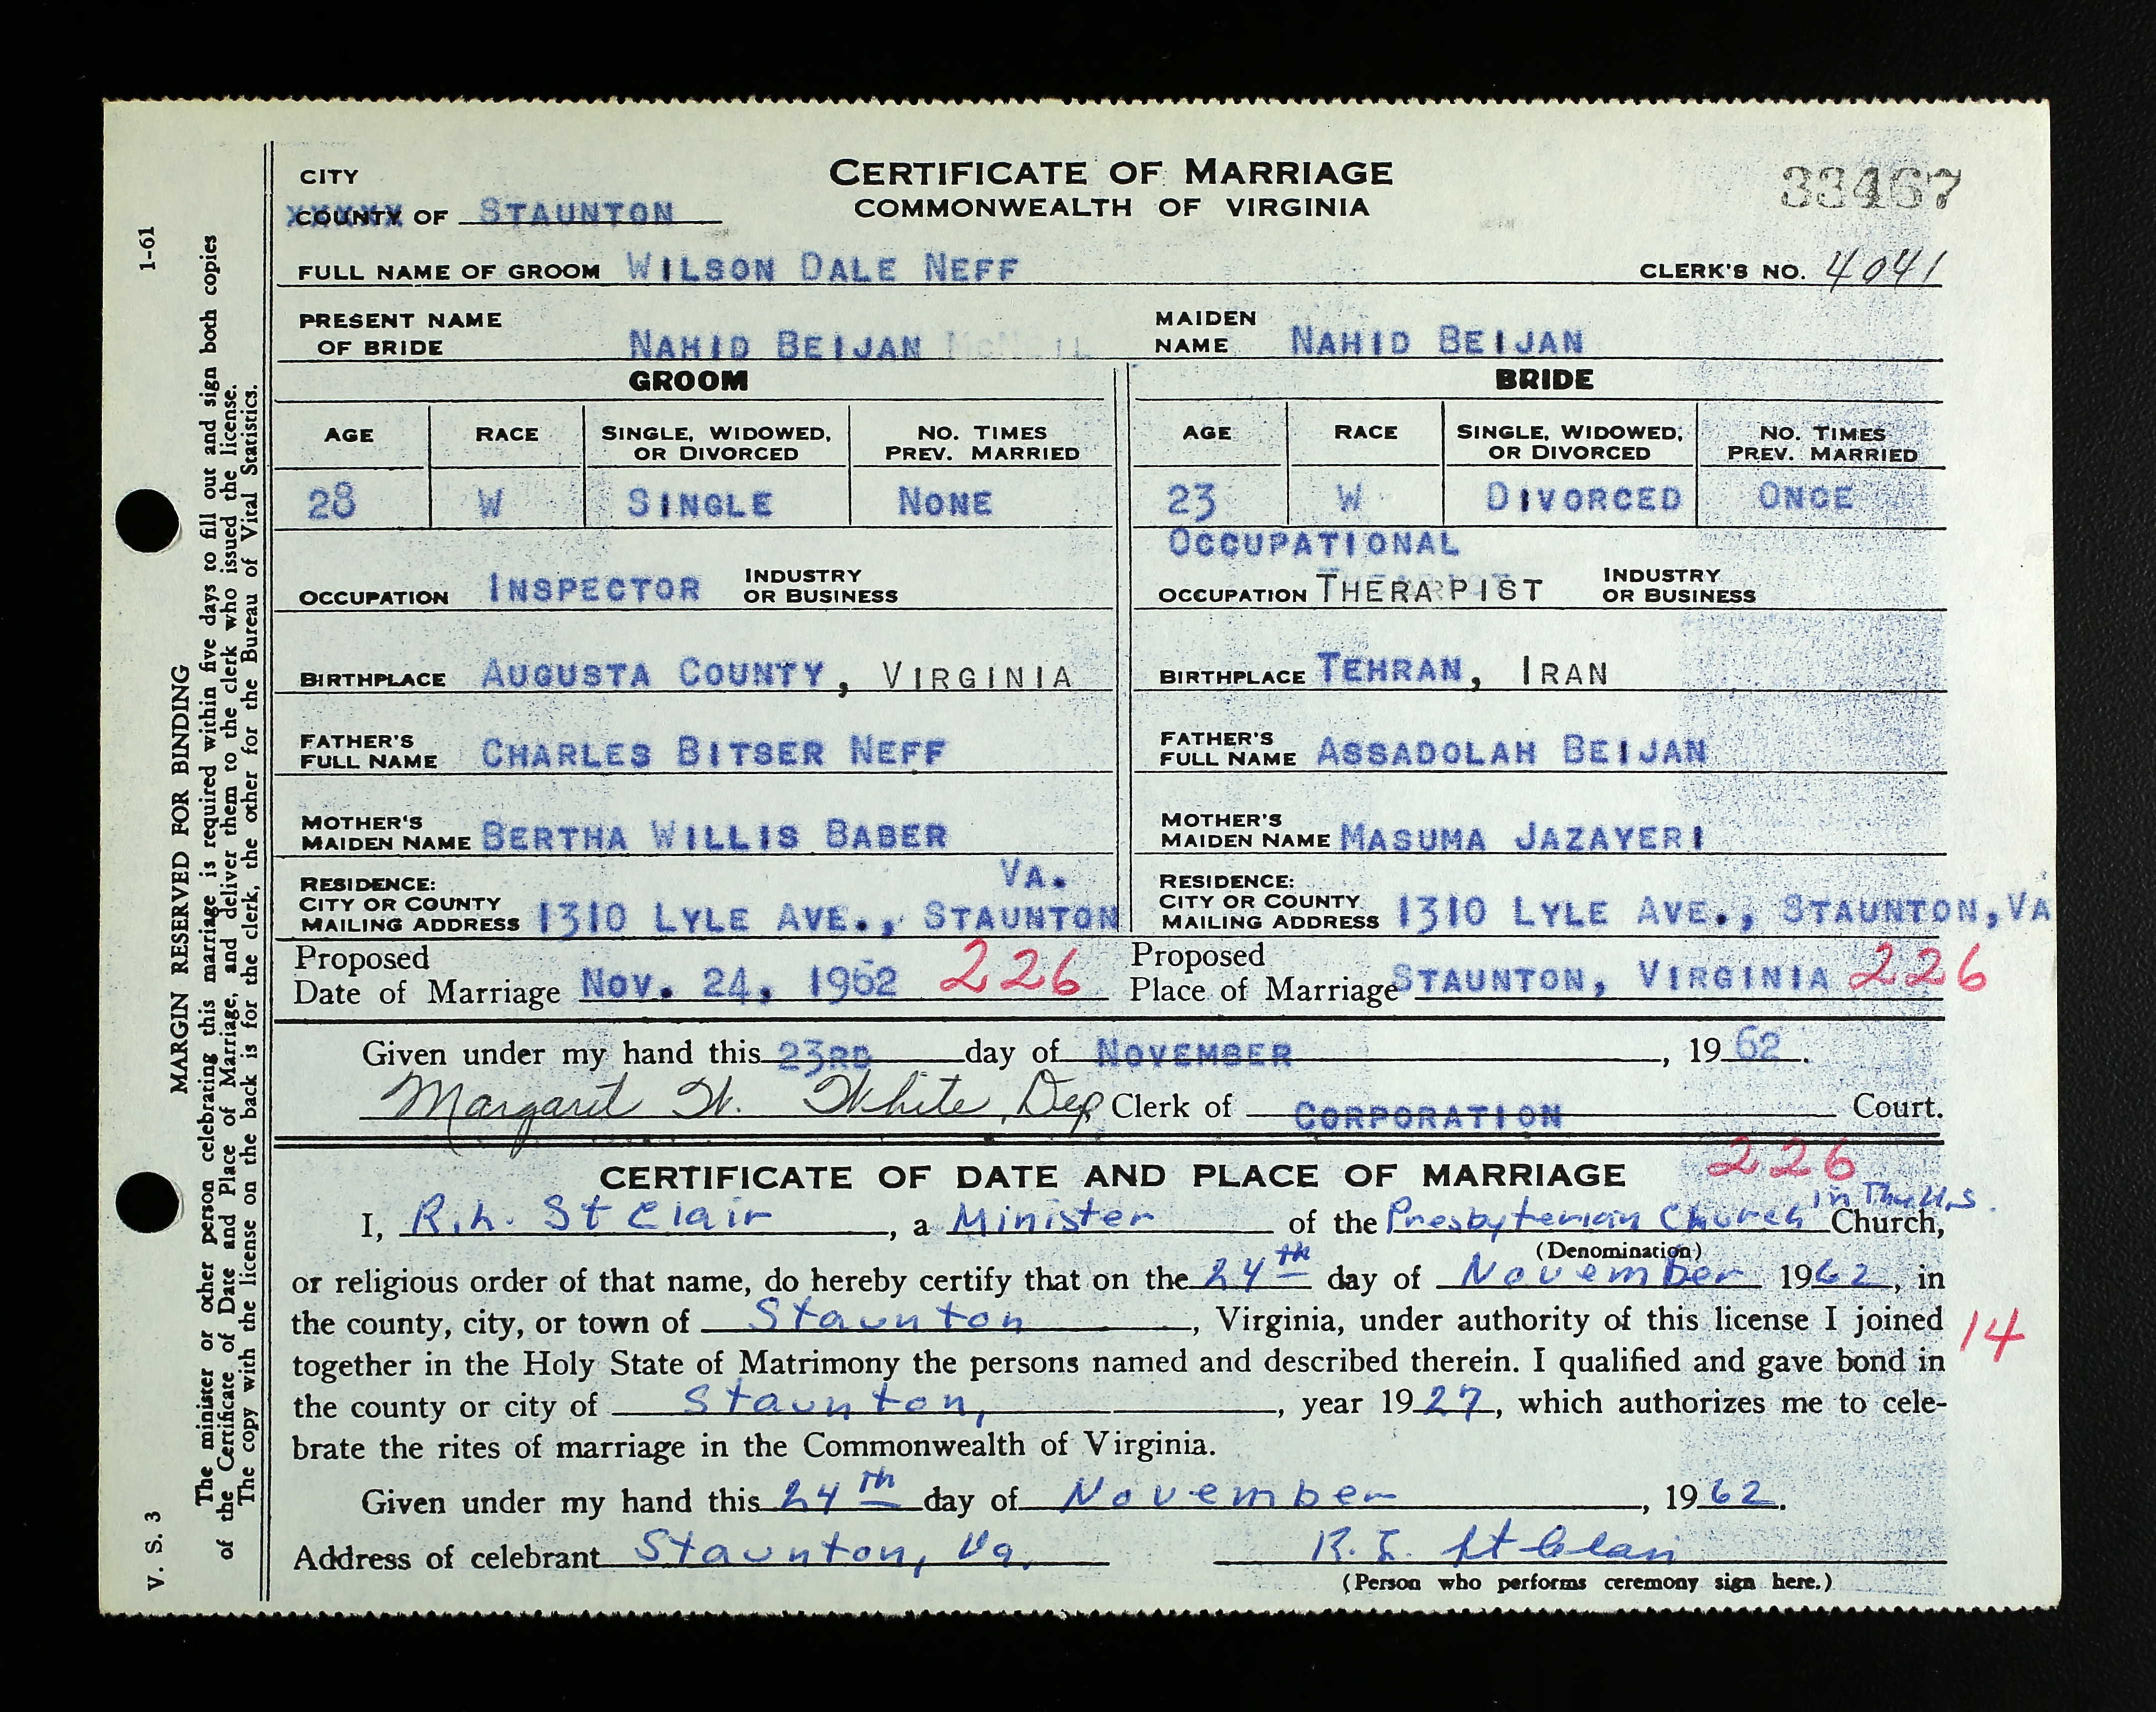 CERTIFICATE OF MARRIAGE
COMMONWEALTH OF VIRGINIA
33467
CITY
COUNTY OF STAUNTON
FULL NAME OF GROOM WILSON DALE NEFF CLERK'S NO. 4041
PRESENT NAME OF BRIDE NAHID BEIJAN MAIDEN NAME NAHID BEIJAN
GROOM BRIDE
AGE RACE SINGLE, WIDOWED, OR DIVORCED NO. TIMES PREV. MARRIED AGE RACE SINGLE, WIDOWED, OR DIVORCED NO. TIMES PREV. MARRIED
28 W SINGLE NONE 23 W DIVORCED ONCE
OCCUPATION INSPECTOR INDUSTRY OR BUSINESS OCCUPATION OCCUPATIONAL THERAPIST INDUSTRY OR BUSINESS
BIRTHPLACE AUGUSTA COUNTY, VIRGINIA BIRTHPLACE TEHRAN, IRAN
FATHER'S FULL NAME CHARLES BITSER NEFF FATHER'S FULL NAME ASSADOLAH BEIJAN
MOTHER'S MAIDEN NAME BERTHA WILLIS BABER MOTHER'S MAIDEN NAME MASUMA JAZAYERI
RESIDENCE: CITY OR COUNTY MAILING ADDRESS 1310 LYLE AVE., STAUNTON VA. RESIDENCE: CITY OR COUNTY MAILING ADDRESS 1310 LYLE AVE., STAUNTON, VA
Proposed Date of Marriage NOV. 24, 1962 226 Proposed Place of Marriage STAUNTON, VIRGINIA 226
Given under my hand this 23RD day of NOVEMBER, 1962.
Margaret W. White, Dep Clerk of CORPORATION Court.
CERTIFICATE OF DATE AND PLACE OF MARRIAGE 226
I, R.L. St Clair, a Minister of the Presbyterian Church in The U.S. Church,
(Denomination)
or religious order of that name, do hereby certify that on the 24th day of November 1962, in
the county, city, or town of Staunton, Virginia, under authority of this license I joined 14
together in the Holy State of Matrimony the persons named and described therein. I qualified and gave bond in
the county or city of Staunton, year 1927, which authorizes me to cele-
brate the rites of marriage in the Commonwealth of Virginia.
Given under my hand this 24th day of November, 1962.
Address of celebrant Staunton, Va. R. L. St Clair
(Person who performs ceremony sign here.)
1-61
MARGIN RESERVED FOR BINDING
The minister or other person celebrating this marriage is required within five days to fill out and sign both copies
of the Certificate of Date and Place of Marriage, and deliver them to the clerk who issued the license.
The copy with the license on the back is for the clerk, the other for the Bureau of Vital Statistics.
V. S. 3